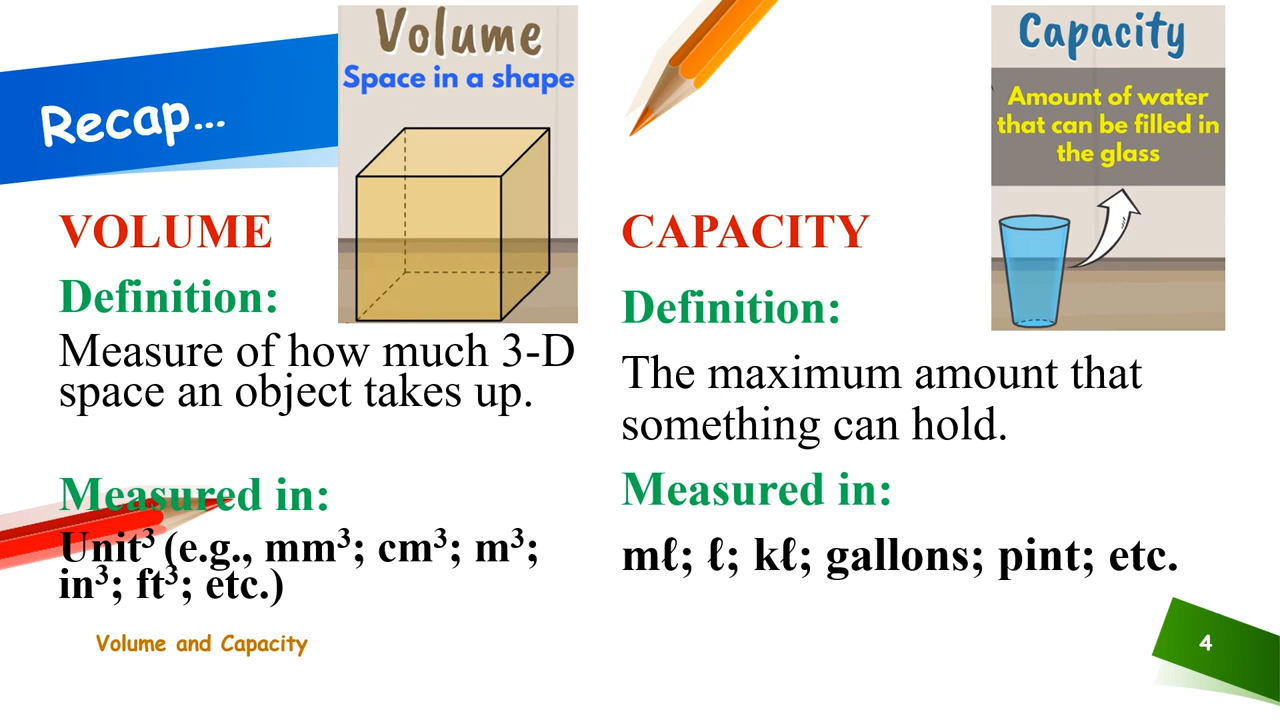 Recap...
Volume
Space in a shape
VOLUME
Definition:
Measure of how much 3-D
space an object takes up.
Measured in:
Unit³ (e.g., mm³; cm³; m³;
in³; ft³; etc.)
Capacity
Amount of water
that can be filled in
the glass
CAPACITY
Definition:
The maximum amount that
something can hold.
Measured in:
mℓ; ℓ; kℓ; gallons; pint; etc.
Volume and Capacity
4